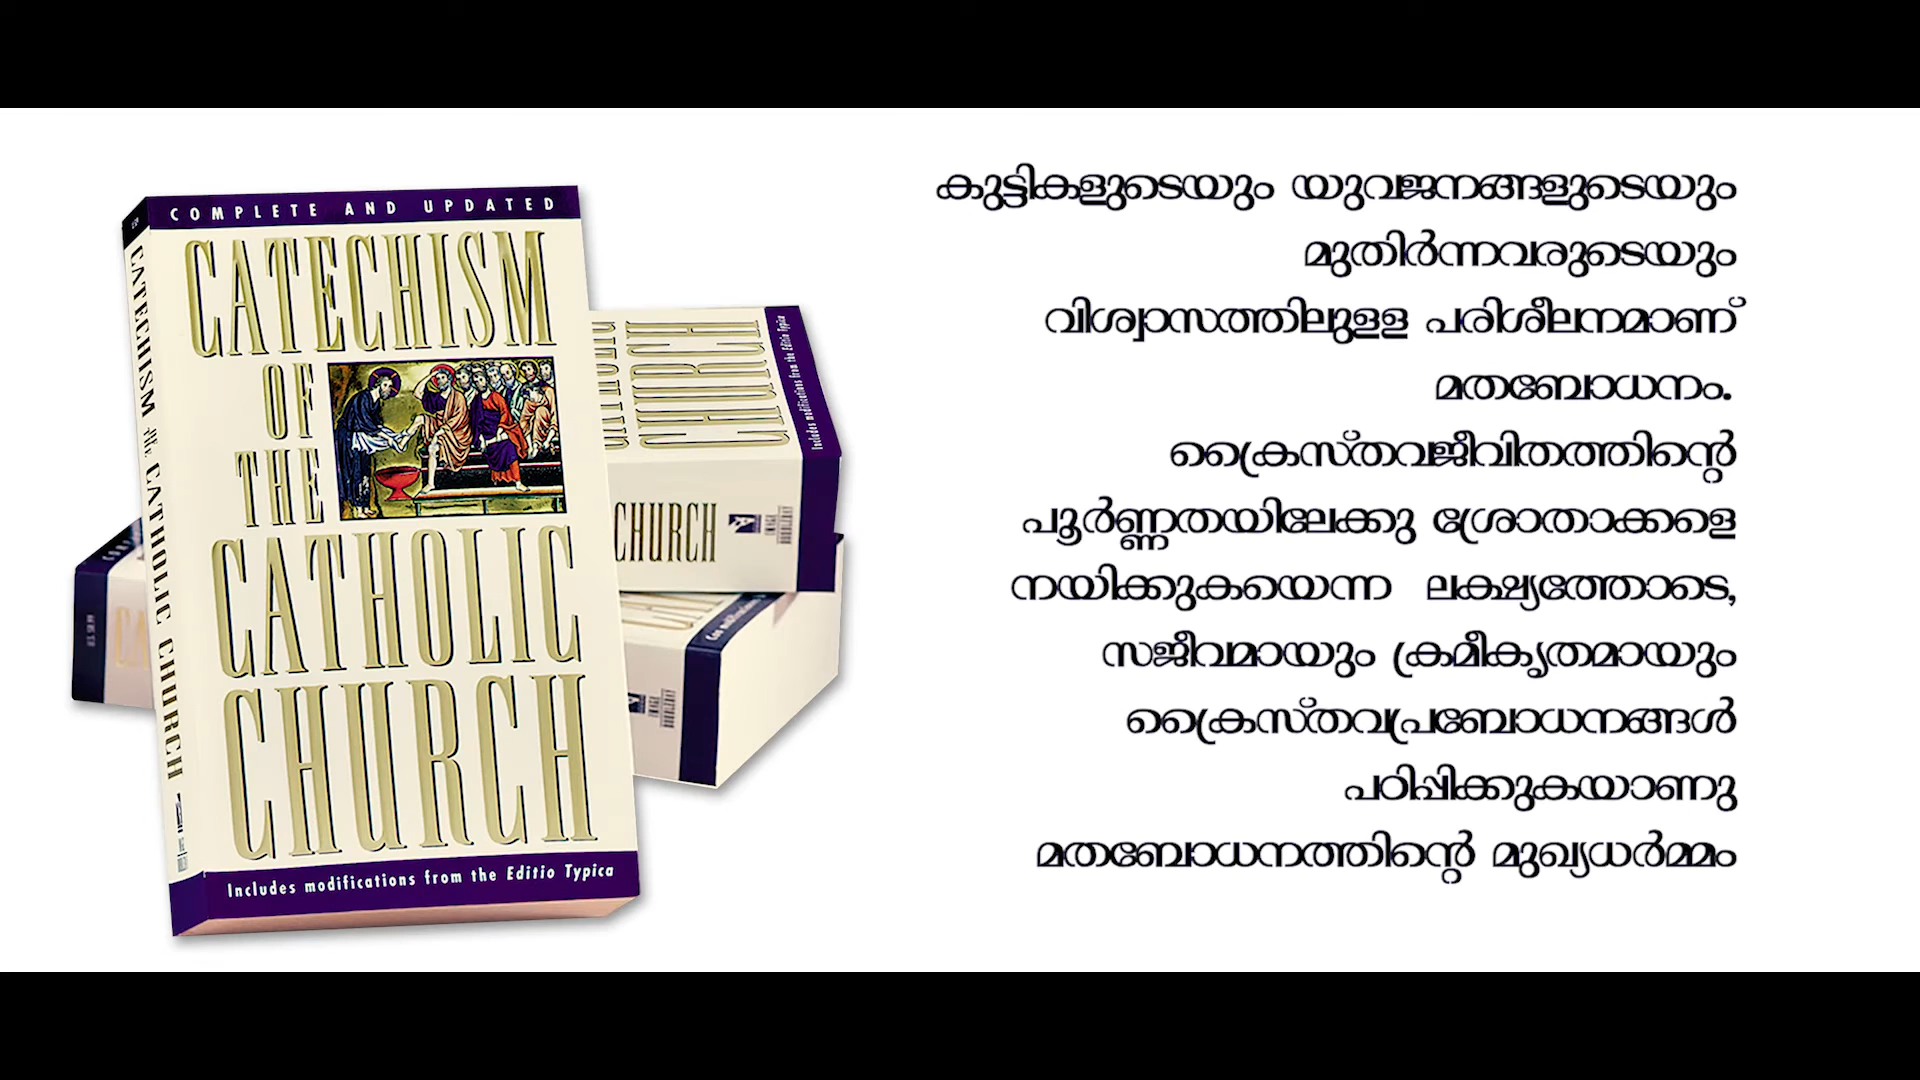 COMPLETE AND UPDATED
CATECHISM
OF
THE
CATHOLIC
CHURCH
Includes modifications from the Editio Typica
CATECHISM OF THE CATHOLIC CHURCH
CATHOLIC
CHURCH
Includes modifications from the Editio Typica
CHURCH
കുട്ടികളുടെയും യുവജനങ്ങളുടെയും
മുതിർന്നവരുടെയും
വിശ്വാസത്തിലുള്ള പരിശീലനമാണ്
മതബോധനം.
ക്രൈസ്തവജീവിതത്തിന്റെ
പൂർണ്ണതയിലേക്കു ശ്രോതാക്കളെ
നയിക്കുകയെന്ന ലക്ഷ്യത്തോടെ,
സജീവമായും ക്രമീകൃതമായും
ക്രൈസ്തവപ്രബോധനങ്ങൾ
പഠിപ്പിക്കുകയാണു
മതബോധനത്തിന്റെ മുഖ്യധർമ്മം